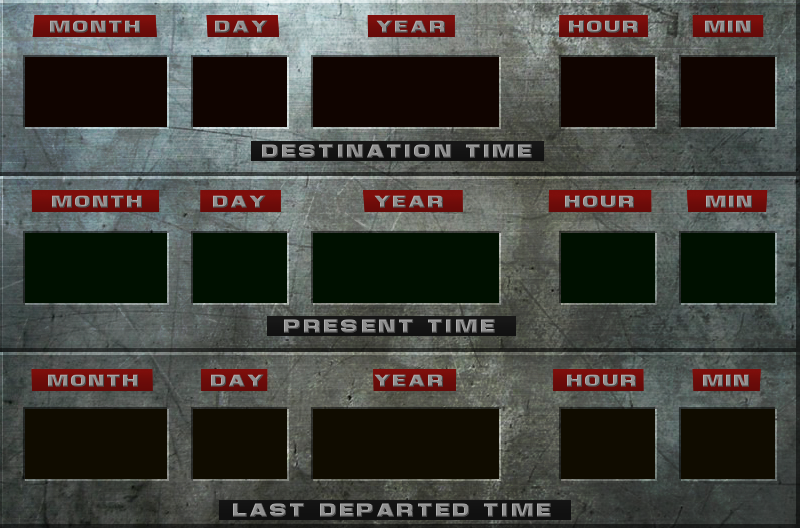 MONTH DAY YEAR HOUR MIN
DESTINATION TIME
MONTH DAY YEAR HOUR MIN
PRESENT TIME
MONTH DAY YEAR HOUR MIN
LAST DEPARTED TIME